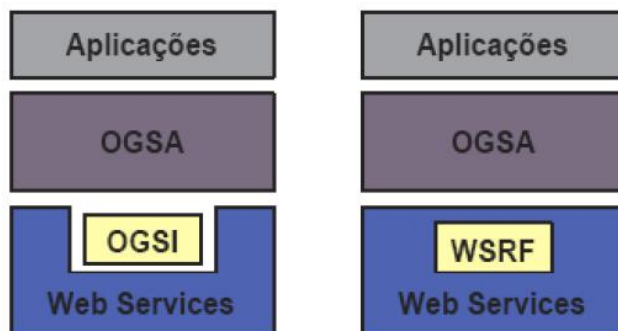 Aplicações
OGSA
OGSI
Web Services
Aplicações
OGSA
WSRF
Web Services